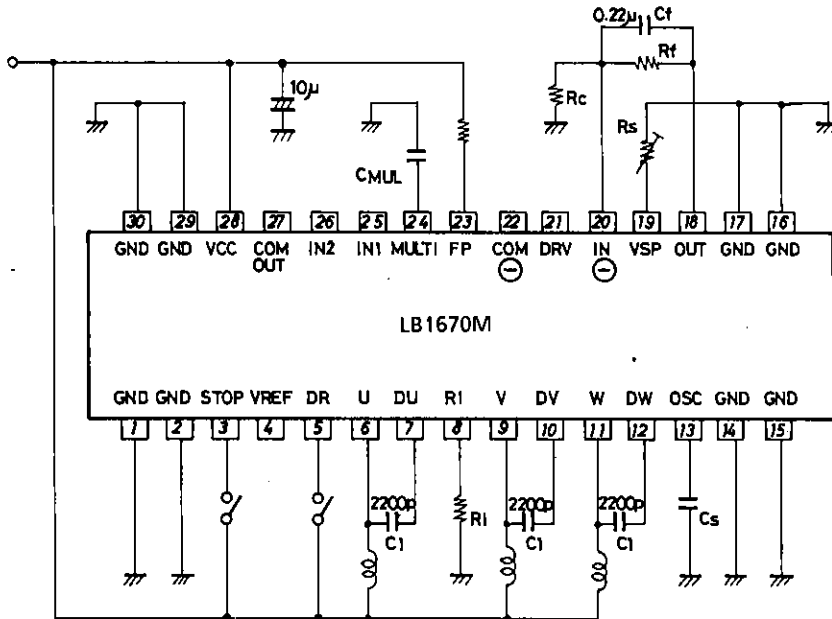 0.22μ Cf
Rf
10μ
Rc
Rs
CMUL
30 29 28 27 26 25 24 23 22 21 20 19 18 17 16
GND GND VCC COM OUT IN2 IN1 MULTI FP COM ⊖ DRV IN ⊖ VSP OUT GND GND
LB1670M
GND GND STOP VREF DR U DU R1 V DV W DW OSC GND GND
1 2 3 4 5 6 7 8 9 10 11 12 13 14 15
2200p 2200p 2200p
C1 Ri C1 C1 Cs